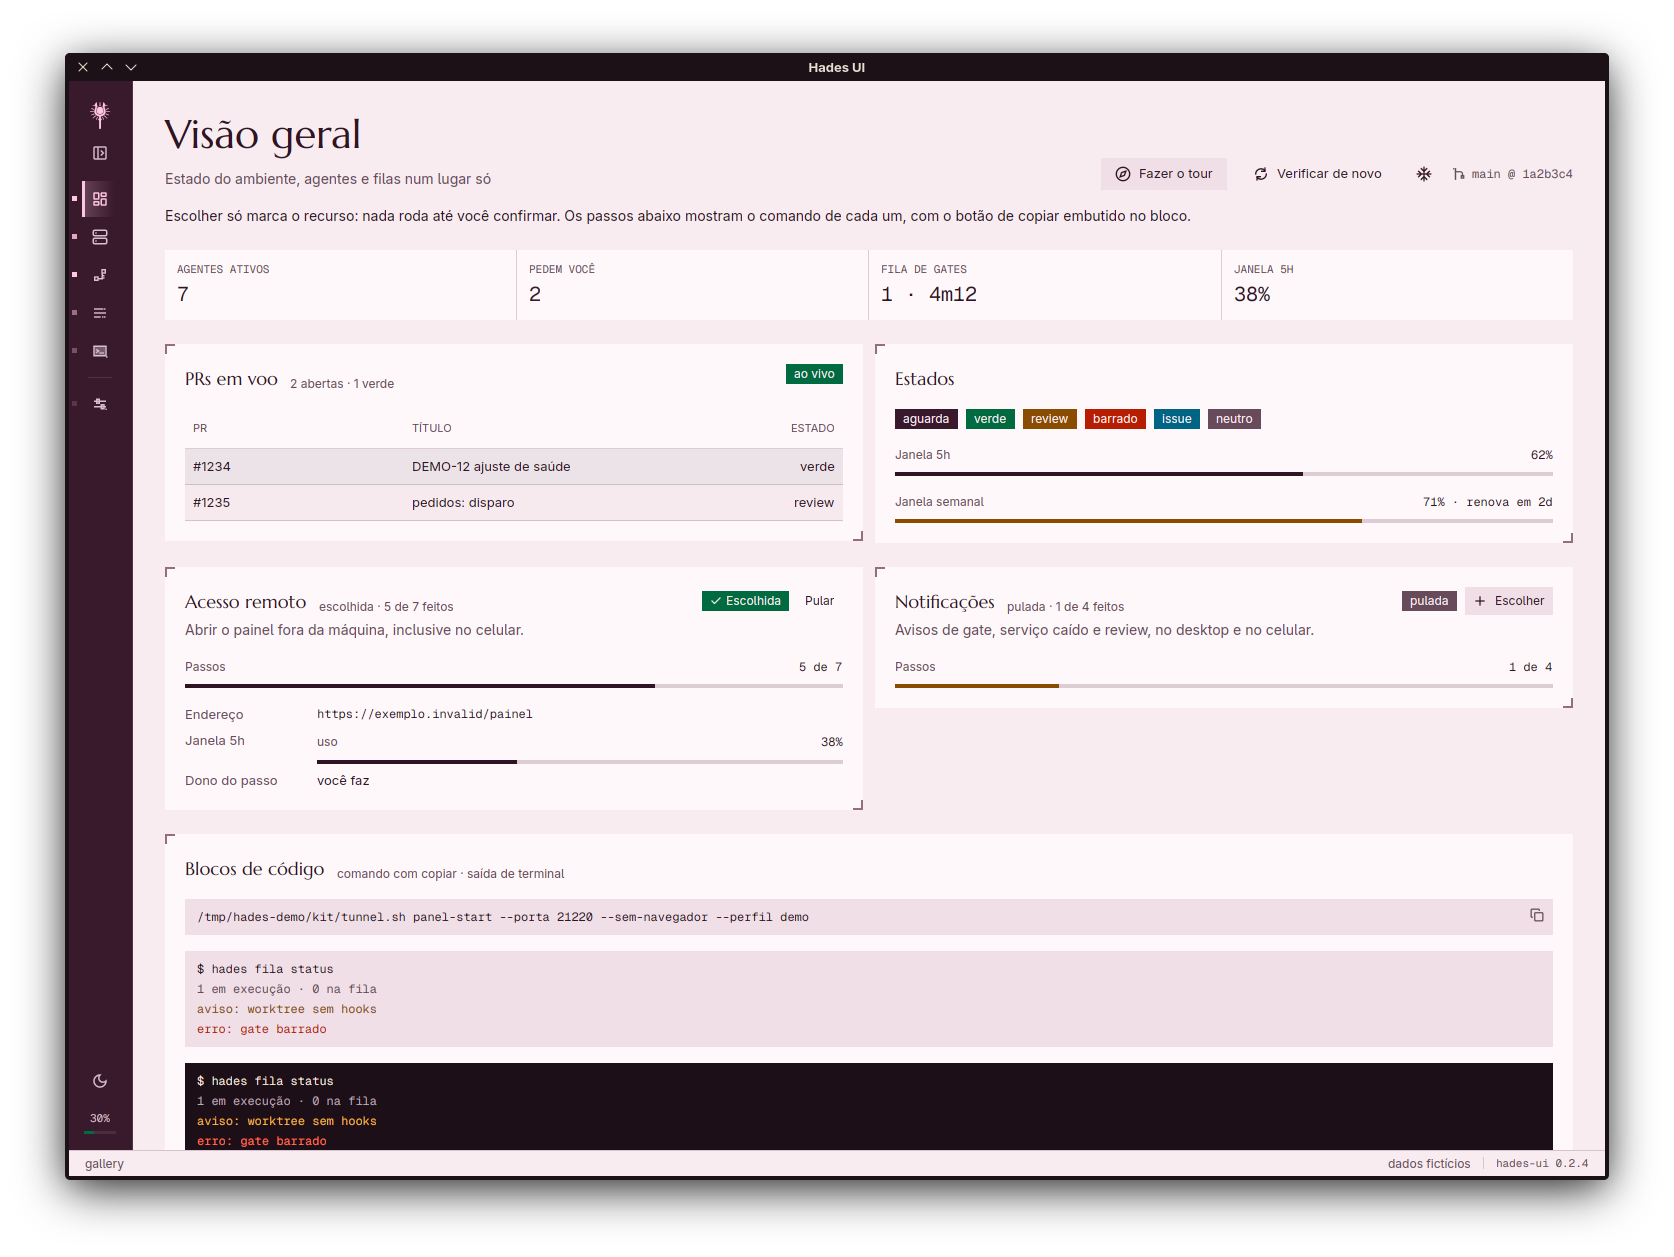 Hades UI
Visão geral
Estado do ambiente, agentes e filas num lugar só
Fazer o tour
Verificar de novo
main @ 1a2b3c4
Escolher só marca o recurso: nada roda até você confirmar. Os passos abaixo mostram o comando de cada um, com o botão de copiar embutido no bloco.
AGENTES ATIVOS
7
PEDEM VOCÊ
2
FILA DE GATES
1 · 4m12
JANELA 5H
38%
PRs em voo 2 abertas · 1 verde
ao vivo
PR TÍTULO ESTADO
#1234 DEMO-12 ajuste de saúde verde
#1235 pedidos: disparo review
Estados
aguarda verde review barrado issue neutro
Janela 5h 62%
Janela semanal 71% · renova em 2d
Acesso remoto escolhida · 5 de 7 feitos
Escolhida Pular
Abrir o painel fora da máquina, inclusive no celular.
Passos 5 de 7
Endereço https://exemplo.invalid/painel
Janela 5h uso 38%
Dono do passo você faz
Notificações pulada · 1 de 4 feitos
pulada Escolher
Avisos de gate, serviço caído e review, no desktop e no celular.
Passos 1 de 4
Blocos de código comando com copiar · saída de terminal
/tmp/hades-demo/kit/tunnel.sh panel-start --porta 21220 --sem-navegador --perfil demo
$ hades fila status
1 em execução · 0 na fila
aviso: worktree sem hooks
erro: gate barrado
$ hades fila status
1 em execução · 0 na fila
aviso: worktree sem hooks
erro: gate barrado
30%
gallery
dados fictícios
hades-ui 0.2.4